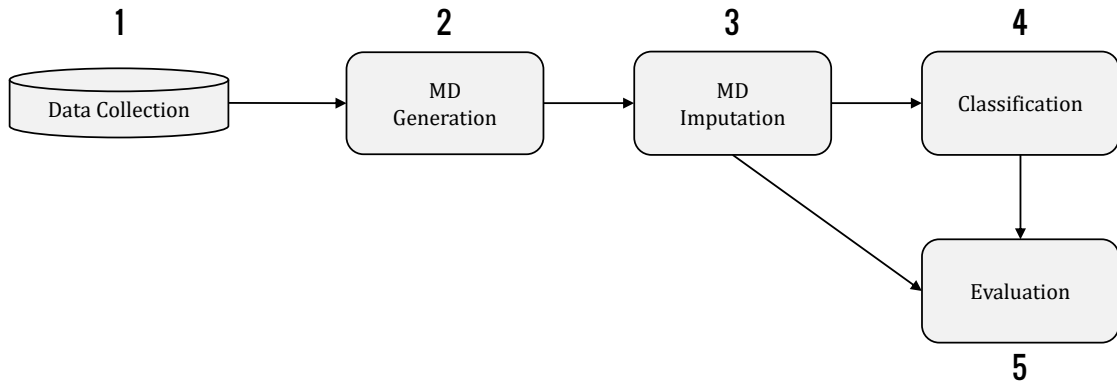 1
2
3
4
Data Collection
MD
Generation
MD
Imputation
Classification
Evaluation
5